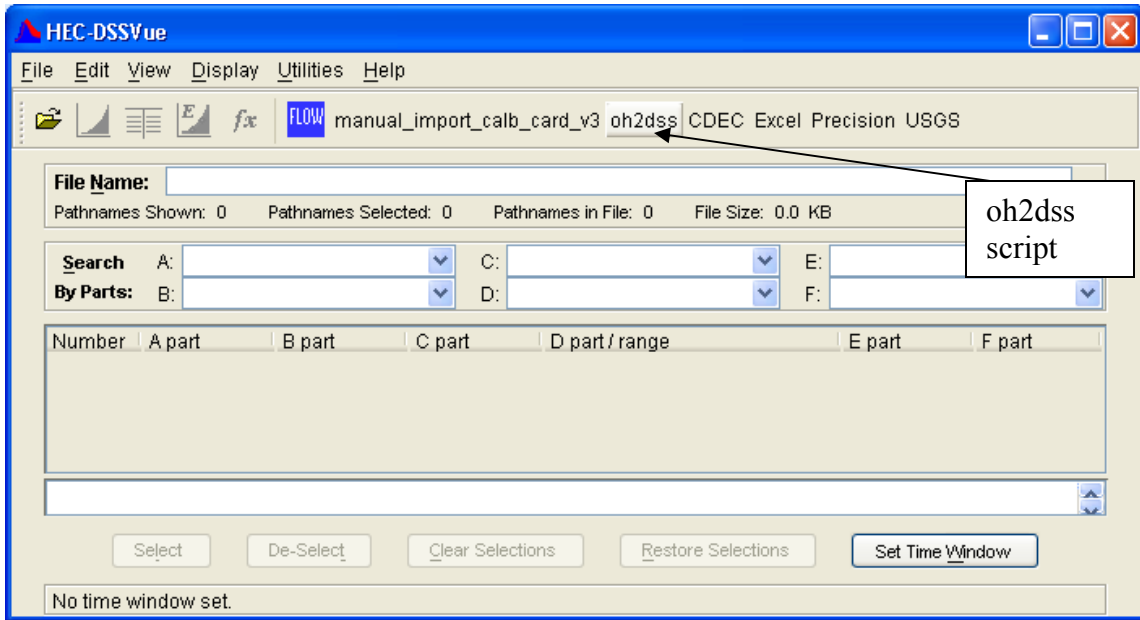 HEC-DSSVue
File Edit View Display Utilities Help
E fx FLOW manual_import_calb_card_v3 oh2dss CDEC Excel Precision USGS
File Name:
Pathnames Shown: 0 Pathnames Selected: 0 Pathnames in File: 0 File Size: 0.0 KB
oh2dss
script
Search A: C: E:
By Parts: B: D: F:
Number A part B part C part D part / range E part F part
Select De-Select Clear Selections Restore Selections Set Time Window
No time window set.